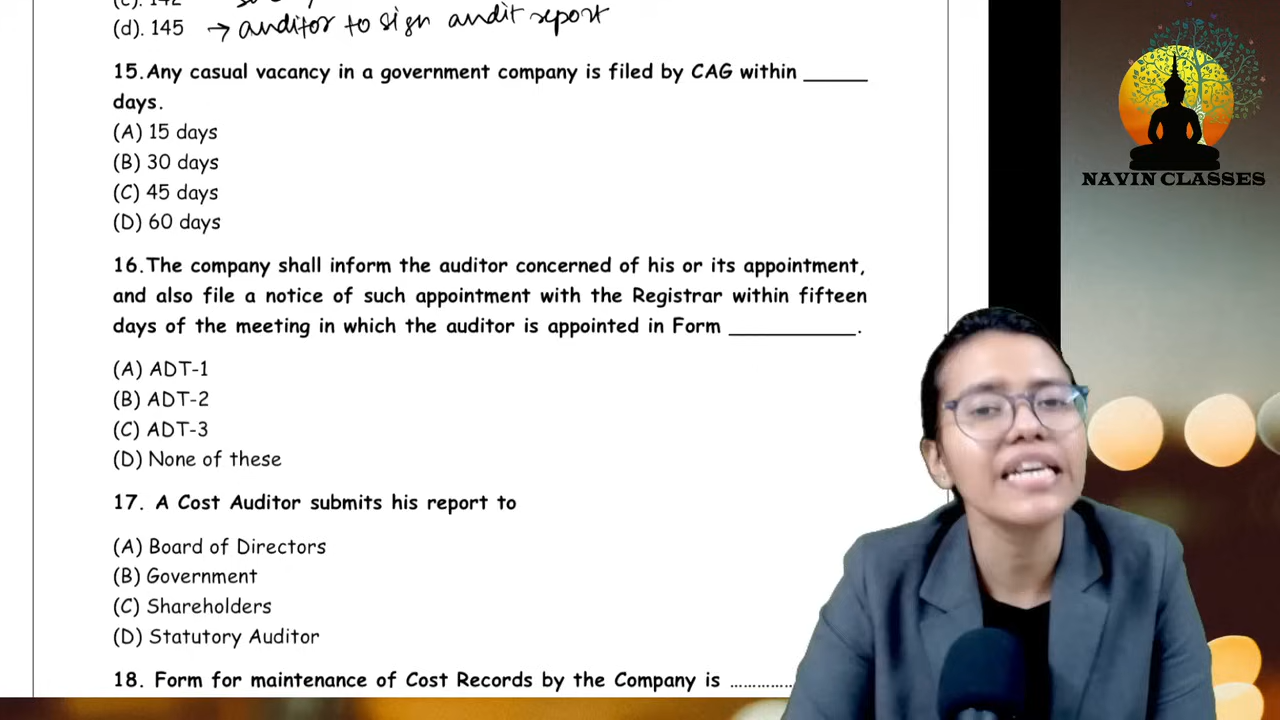 (c). 142
(d). 145 → auditor to sign audit report
15.Any casual vacancy in a government company is filed by CAG within ______
days.
(A) 15 days
(B) 30 days
(C) 45 days
(D) 60 days
16.The company shall inform the auditor concerned of his or its appointment,
and also file a notice of such appointment with the Registrar within fifteen
days of the meeting in which the auditor is appointed in Form ____________.
(A) ADT-1
(B) ADT-2
(C) ADT-3
(D) None of these
17. A Cost Auditor submits his report to
(A) Board of Directors
(B) Government
(C) Shareholders
(D) Statutory Auditor
18. Form for maintenance of Cost Records by the Company is ...............
NAVIN CLASSES